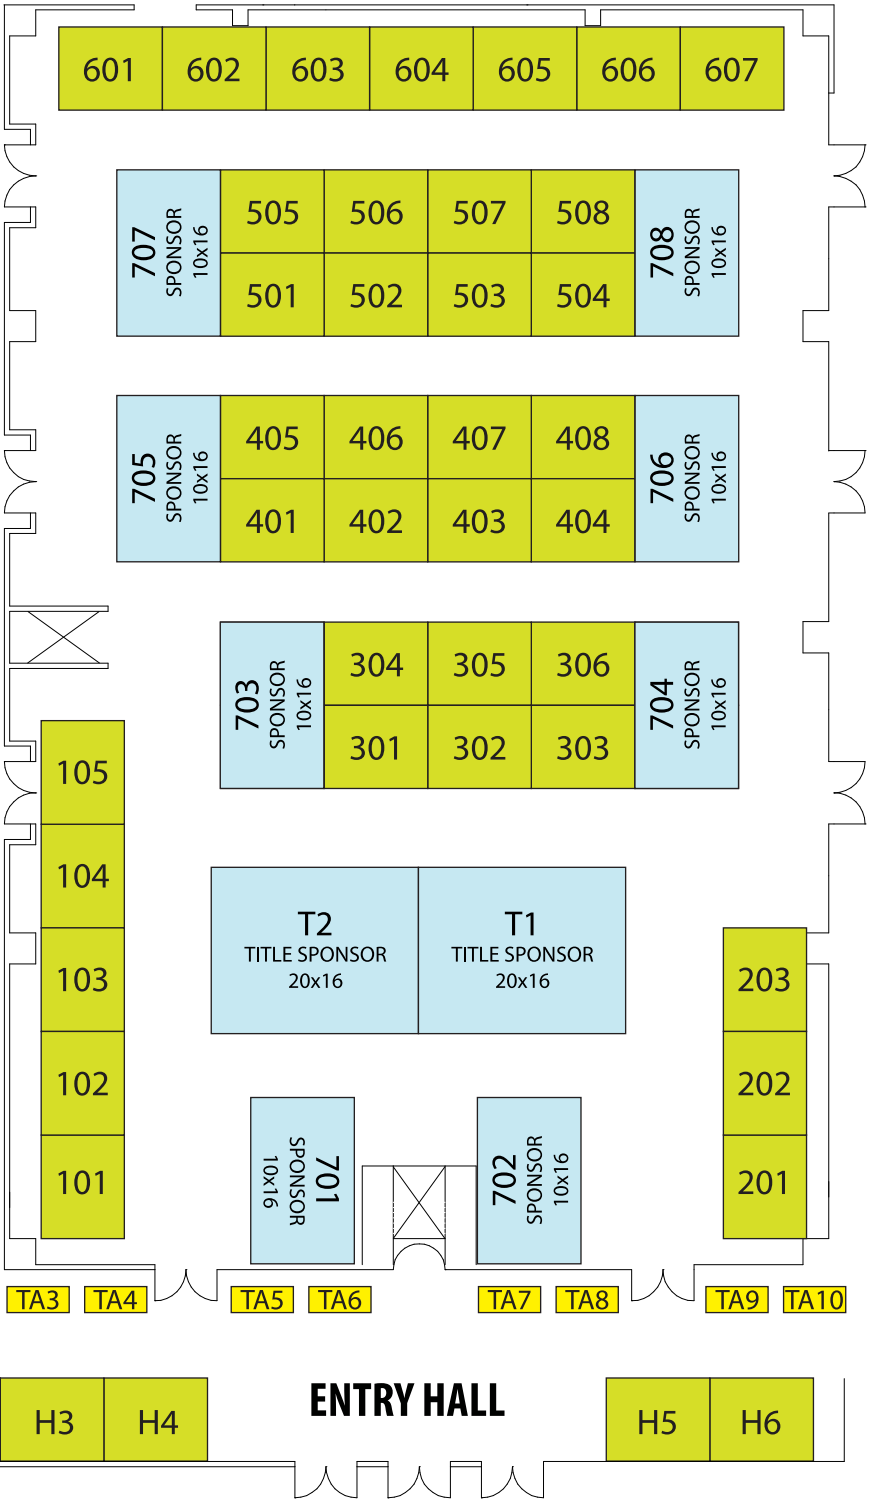 601 602 603 604 605 606 607
707
SPONSOR
10x16
505 506 507 508
501 502 503 504
708
SPONSOR
10x16
705
SPONSOR
10x16
405 406 407 408
401 402 403 404
706
SPONSOR
10x16
703
SPONSOR
10x16
304 305 306
301 302 303
704
SPONSOR
10x16
105
104
103
102
101
T2
TITLE SPONSOR
20x16
T1
TITLE SPONSOR
20x16
203
202
201
701
SPONSOR
10x16
702
SPONSOR
10x16
TA3 TA4 TA5 TA6 TA7 TA8 TA9 TA10
ENTRY HALL
H3 H4 H5 H6